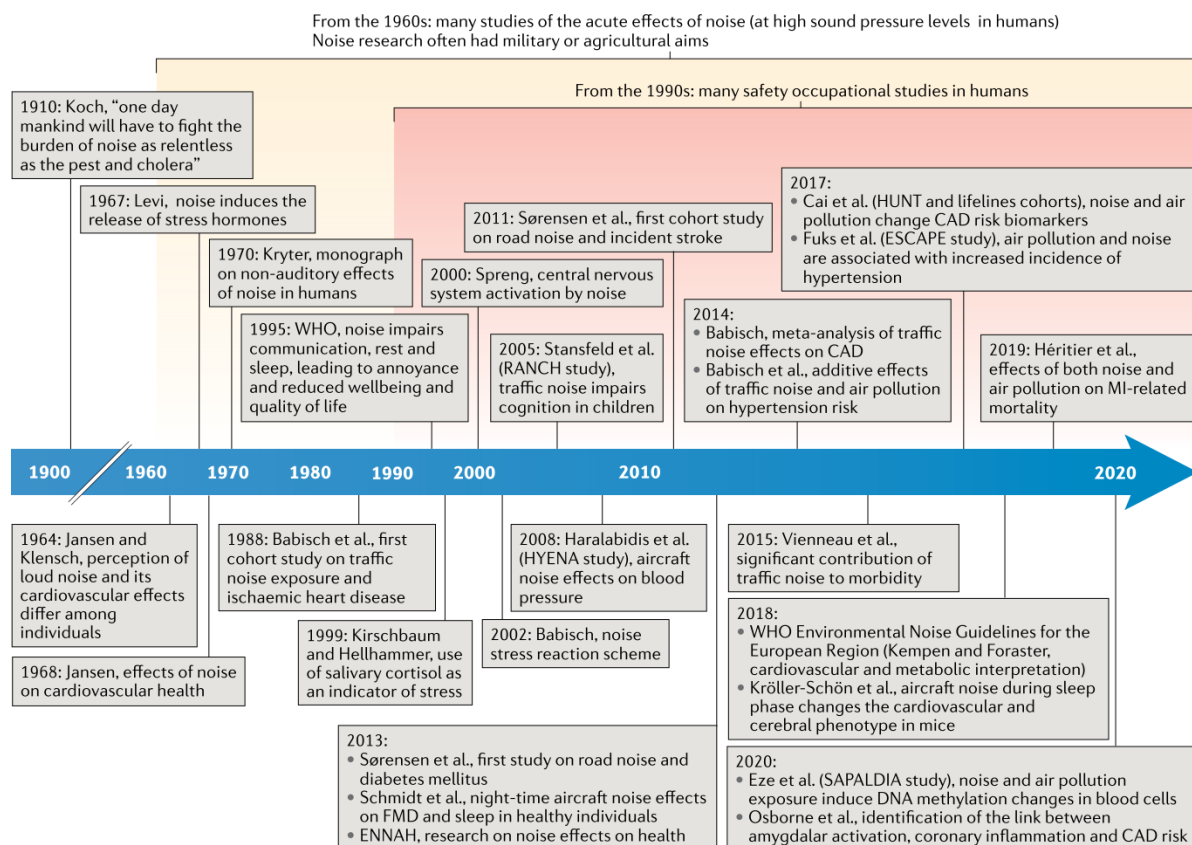 From the 1960s: many studies of the acute effects of noise (at high sound pressure levels in humans)
Noise research often had military or agricultural aims
From the 1990s: many safety occupational studies in humans
1910: Koch, “one day
mankind will have to fight the
burden of noise as relentless
as the pest and cholera”
1967: Levi, noise induces the
release of stress hormones
1970: Kryter, monograph
on non-auditory effects
of noise in humans
1995: WHO, noise impairs
communication, rest and
sleep, leading to annoyance
and reduced wellbeing and
quality of life
2011: Sørensen et al., first cohort study
on road noise and incident stroke
2000: Spreng, central nervous
system activation by noise
2005: Stansfeld et al.
(RANCH study),
traffic noise impairs
cognition in children
2014:
• Babisch, meta-analysis of traffic
noise effects on CAD
• Babisch et al., additive effects
of traffic noise and air pollution
on hypertension risk
2017:
• Cai et al. (HUNT and lifelines cohorts), noise and air
pollution change CAD risk biomarkers
• Fuks et al. (ESCAPE study), air pollution and noise
are associated with increased incidence of
hypertension
2019: Héritier et al.,
effects of both noise and
air pollution on MI-related
mortality
1900 1960 1970 1980 1990 2000 2010 2020
1964: Jansen and
Klensch, perception of
loud noise and its
cardiovascular effects
differ among
individuals
1968: Jansen, effects of noise
on cardiovascular health
1988: Babisch et al., first
cohort study on traffic
noise exposure and
ischaemic heart disease
1999: Kirschbaum
and Hellhammer, use
of salivary cortisol as
an indicator of stress
2008: Haralabidis et al.
(HYENA study), aircraft
noise effects on blood
pressure
2002: Babisch, noise
stress reaction scheme
2013:
• Sørensen et al., first study on road noise and
diabetes mellitus
• Schmidt et al., night-time aircraft noise effects
on FMD and sleep in healthy individuals
• ENNAH, research on noise effects on health
2015: Vienneau et al.,
significant contribution of
traffic noise to morbidity
2018:
• WHO Environmental Noise Guidelines for the
European Region (Kempen and Foraster,
cardiovascular and metabolic interpretation)
• Kröller-Schön et al., aircraft noise during sleep
phase changes the cardiovascular and
cerebral phenotype in mice
2020:
• Eze et al. (SAPALDIA study), noise and air pollution
exposure induce DNA methylation changes in blood cells
• Osborne et al., identification of the link between
amygdalar activation, coronary inflammation and CAD risk